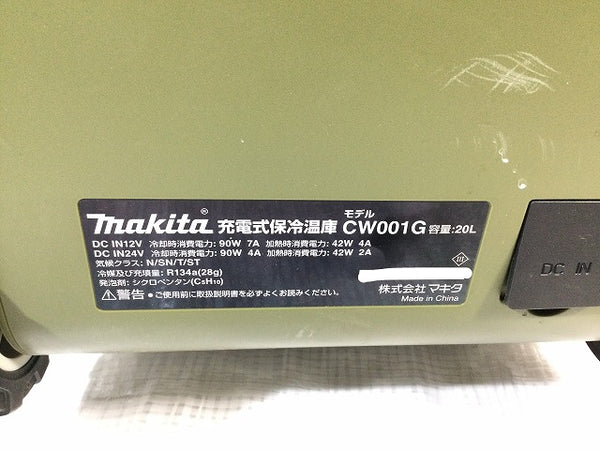 makita® 充電式保冷温庫 モデル CW001G 容量:20L
DC IN12V 冷却時消費電力: 90W 7A 加熱時消費電力: 42W 4A
DC IN24V 冷却時消費電力: 90W 4A 加熱時消費電力: 42W 2A
気候クラス: N/SN/T/ST
冷媒及び充填量: R134a(28g)
発泡剤: シクロペンタン(C₅H₁₀)
⚠警告 ●ご使用前に取扱説明書を必ずよくお読みください。
株式会社 マキタ
Made in China
DC IN